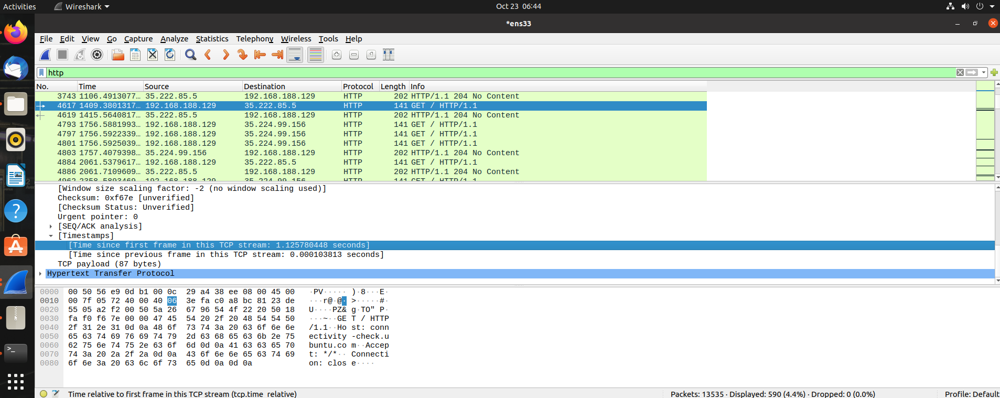 Activities Wireshark Oct 23 06:44
*ens33
File Edit View Go Capture Analyze Statistics Telephony Wireless Tools Help
http
No. Time Source Destination Protocol Length Info
3743 1106.4913077… 35.222.85.5 192.168.188.129 HTTP 202 HTTP/1.1 204 No Content
4617 1409.3801317… 192.168.188.129 35.222.85.5 HTTP 141 GET / HTTP/1.1
4619 1415.5640817… 35.222.85.5 192.168.188.129 HTTP 202 HTTP/1.1 204 No Content
4793 1756.5881993… 192.168.188.129 35.224.99.156 HTTP 141 GET / HTTP/1.1
4797 1756.5922339… 192.168.188.129 35.224.99.156 HTTP 141 GET / HTTP/1.1
4801 1756.5925039… 192.168.188.129 35.224.99.156 HTTP 141 GET / HTTP/1.1
4803 1757.4079398… 35.224.99.156 192.168.188.129 HTTP 202 HTTP/1.1 204 No Content
4884 2061.5379617… 192.168.188.129 35.222.85.5 HTTP 141 GET / HTTP/1.1
4886 2061.7109609… 35.222.85.5 192.168.188.129 HTTP 202 HTTP/1.1 204 No Content
4962 2358.5893469… 192.168.188.129 35.224.99.156 HTTP 141 GET / HTTP/1.1
[Window size scaling factor: -2 (no window scaling used)]
Checksum: 0xf67e [unverified]
[Checksum Status: Unverified]
Urgent pointer: 0
[SEQ/ACK analysis]
[Timestamps]
[Time since first frame in this TCP stream: 1.125780448 seconds]
[Time since previous frame in this TCP stream: 0.000103813 seconds]
TCP payload (87 bytes)
Hypertext Transfer Protocol
0000 00 50 56 e9 0d b1 00 0c 29 a4 38 ee 08 00 45 00 ·PV····· )·8···E·
0010 00 7f 05 72 40 00 40 06 3e fa c0 a8 bc 81 23 de ···r@·@· >·····#·
0020 55 05 a2 f2 00 50 5a 26 67 96 54 4f 22 20 50 18 U····PZ& g·TO" P·
0030 fa f0 f6 7e 00 00 47 45 54 20 2f 20 48 54 54 50 ···~··GE T / HTTP
0040 2f 31 2e 31 0d 0a 48 6f 73 74 3a 20 63 6f 6e 6e /1.1··Ho st: conn
0050 65 63 74 69 76 69 74 79 2d 63 68 65 63 6b 2e 75 ectivity -check.u
0060 62 75 6e 74 75 2e 63 6f 6d 0d 0a 41 63 63 65 70 buntu.co m··Accep
0070 74 3a 20 2a 2f 2a 0d 0a 43 6f 6e 6e 65 63 74 69 t: */*·· Connecti
0080 6f 6e 3a 20 63 6c 6f 73 65 0d 0a 0d 0a on: clos e····
Time relative to first frame in this TCP stream (tcp.time_relative) Packets: 13535 · Displayed: 590 (4.4%) · Dropped: 0 (0.0%) Profile: Default